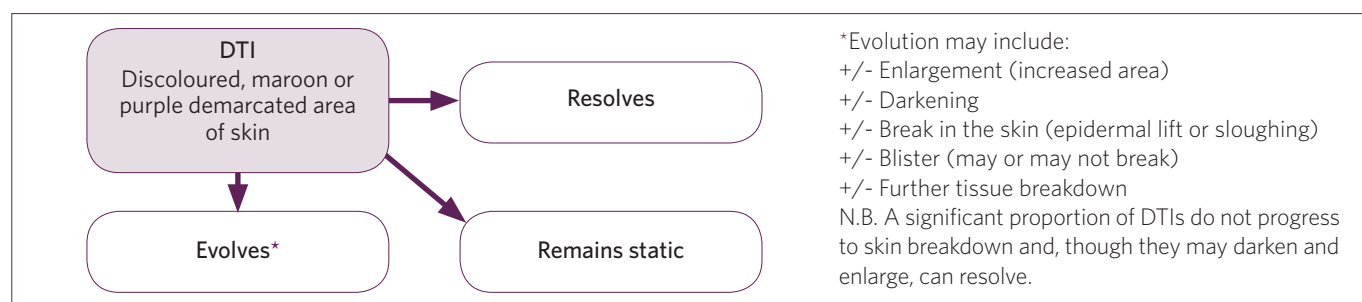 DTI
Discoloured, maroon or
purple demarcated area
of skin
Resolves
Evolves*
Remains static
*Evolution may include:
+/- Enlargement (increased area)
+/- Darkening
+/- Break in the skin (epidermal lift or sloughing)
+/- Blister (may or may not break)
+/- Further tissue breakdown
N.B. A significant proportion of DTIs do not progress
to skin breakdown and, though they may darken and
enlarge, can resolve.